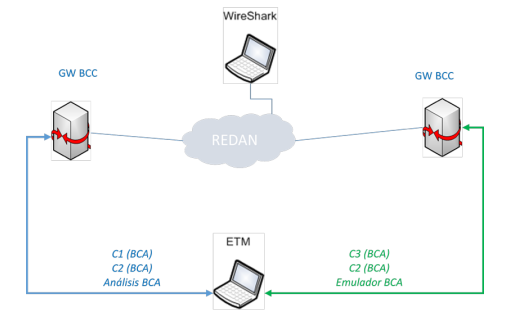 WireShark
GW BCC
GW BCC
REDAN
ETM
C1 (BCA)
C2 (BCA)
Análisis BCA
C3 (BCA)
C2 (BCA)
Emulador BCA